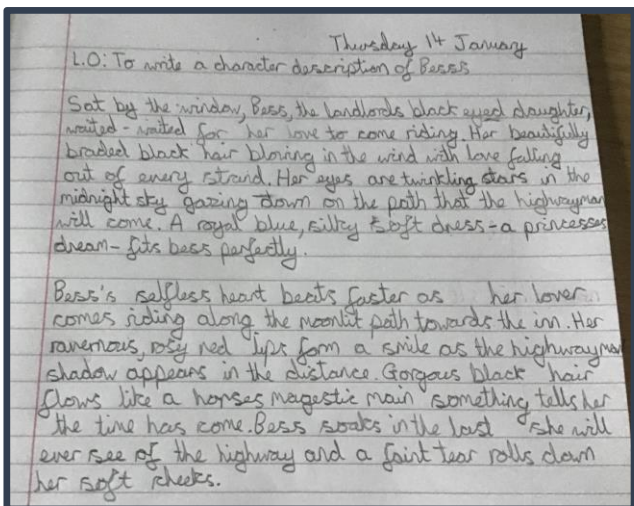 Thursday 14 January
L.O: To write a character description of Bess's
Sat by the window, Bess, the landlords black eyed daughter,
waited - waited for her love to come riding. Her beautifully
braded black hair blowing in the wind with love falling
out of every strand. Her eyes are twinkling stars in the
midnight sky gazing down on the path that the highwayman
will come. A royal blue, silky soft dress - a princesses
dream - fits bess perfectly.
Bess's selfless heart beats faster as her lover
comes riding along the moonlit path towards the inn. Her
ravernous, rosy red lips form a smile as the highwayman
shadow appears in the distance. Gorgous black hair
flows like a horses magestic main something tells her
the time has come. Bess soaks in the last she will
ever see of the highway and a faint tear rolls down
her soft cheeks.